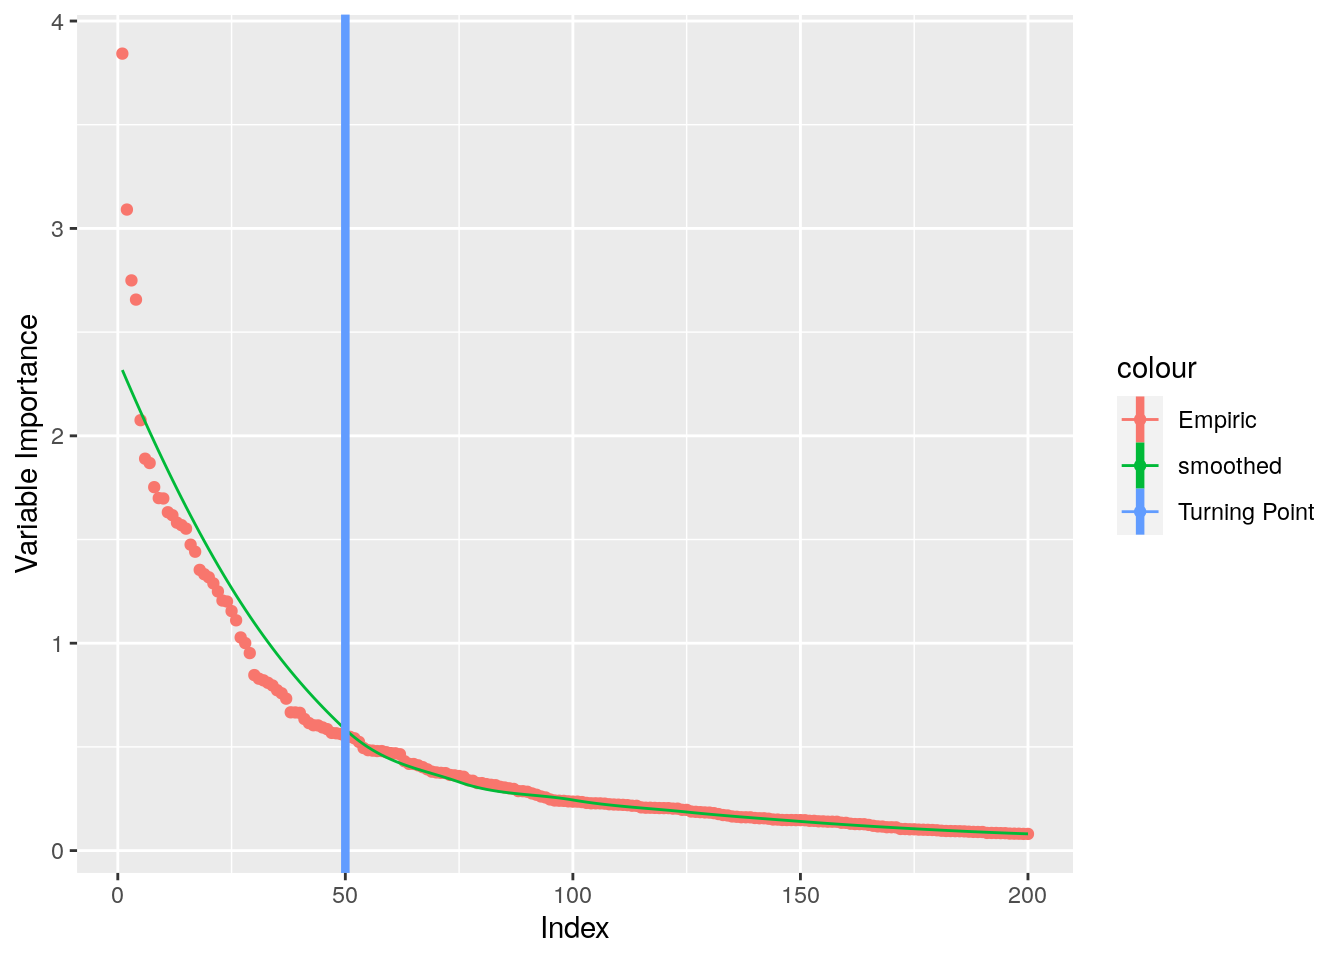 4
3
2
1
0
Variable Importance
0 50 100 150 200
Index
colour
Empiric
smoothed
Turning Point